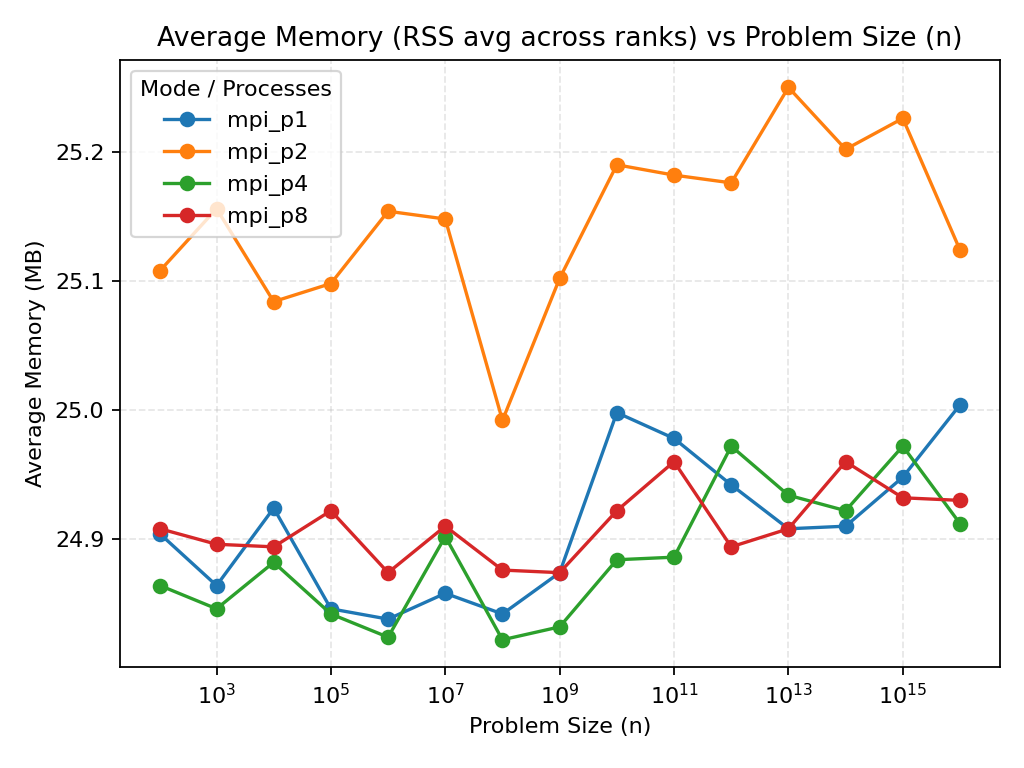 Average Memory (RSS avg across ranks) vs Problem Size (n)
Mode / Processes
mpi_p1
mpi_p2
mpi_p4
mpi_p8
25.2
25.1
25.0
24.9
Average Memory (MB)
10³ 10⁵ 10⁷ 10⁹ 10¹¹ 10¹³ 10¹⁵
Problem Size (n)